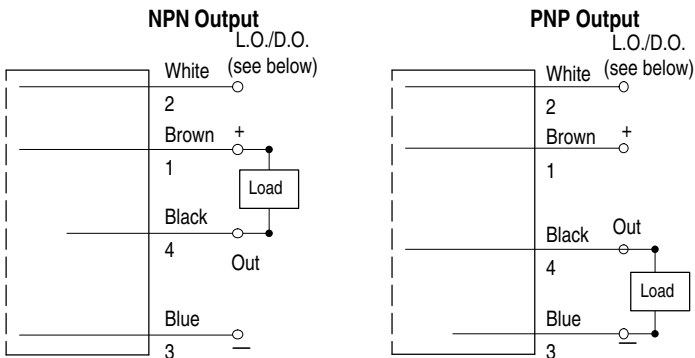 NPN Output
L.O./D.O.
White (see below)
2
Brown +
1
Load
Black
4
Out
Blue
3 —
PNP Output
L.O./D.O.
White (see below)
2
Brown +
1
Black Out
4
Load
Blue
3 —